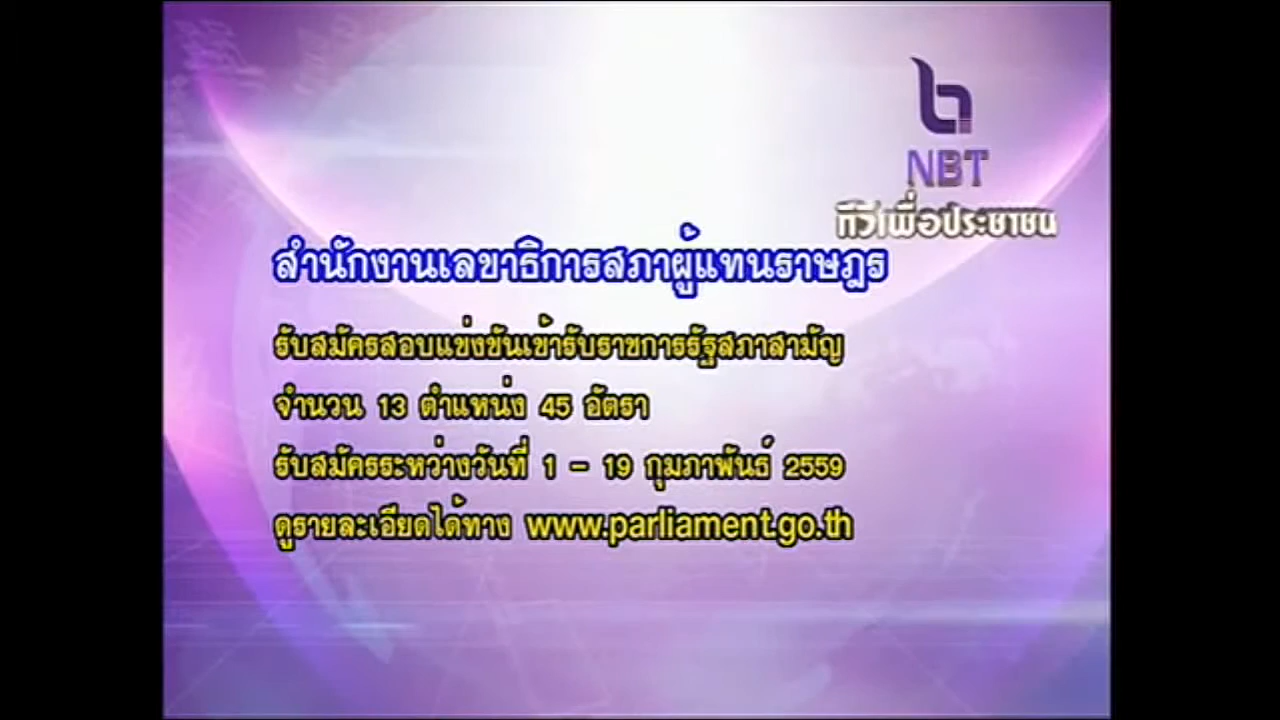 NBT
ทีวีเพื่อประชาชน
สำนักงานเลขาธิการสภาผู้แทนราษฎร
รับสมัครสอบแข่งขันเข้ารับราชการรัฐสภาสามัญ
จำนวน 13 ตำแหน่ง 45 อัตรา
รับสมัครระหว่างวันที่ 1 - 19 กุมภาพันธ์ 2559
ดูรายละเอียดได้ทาง www.parliament.go.th